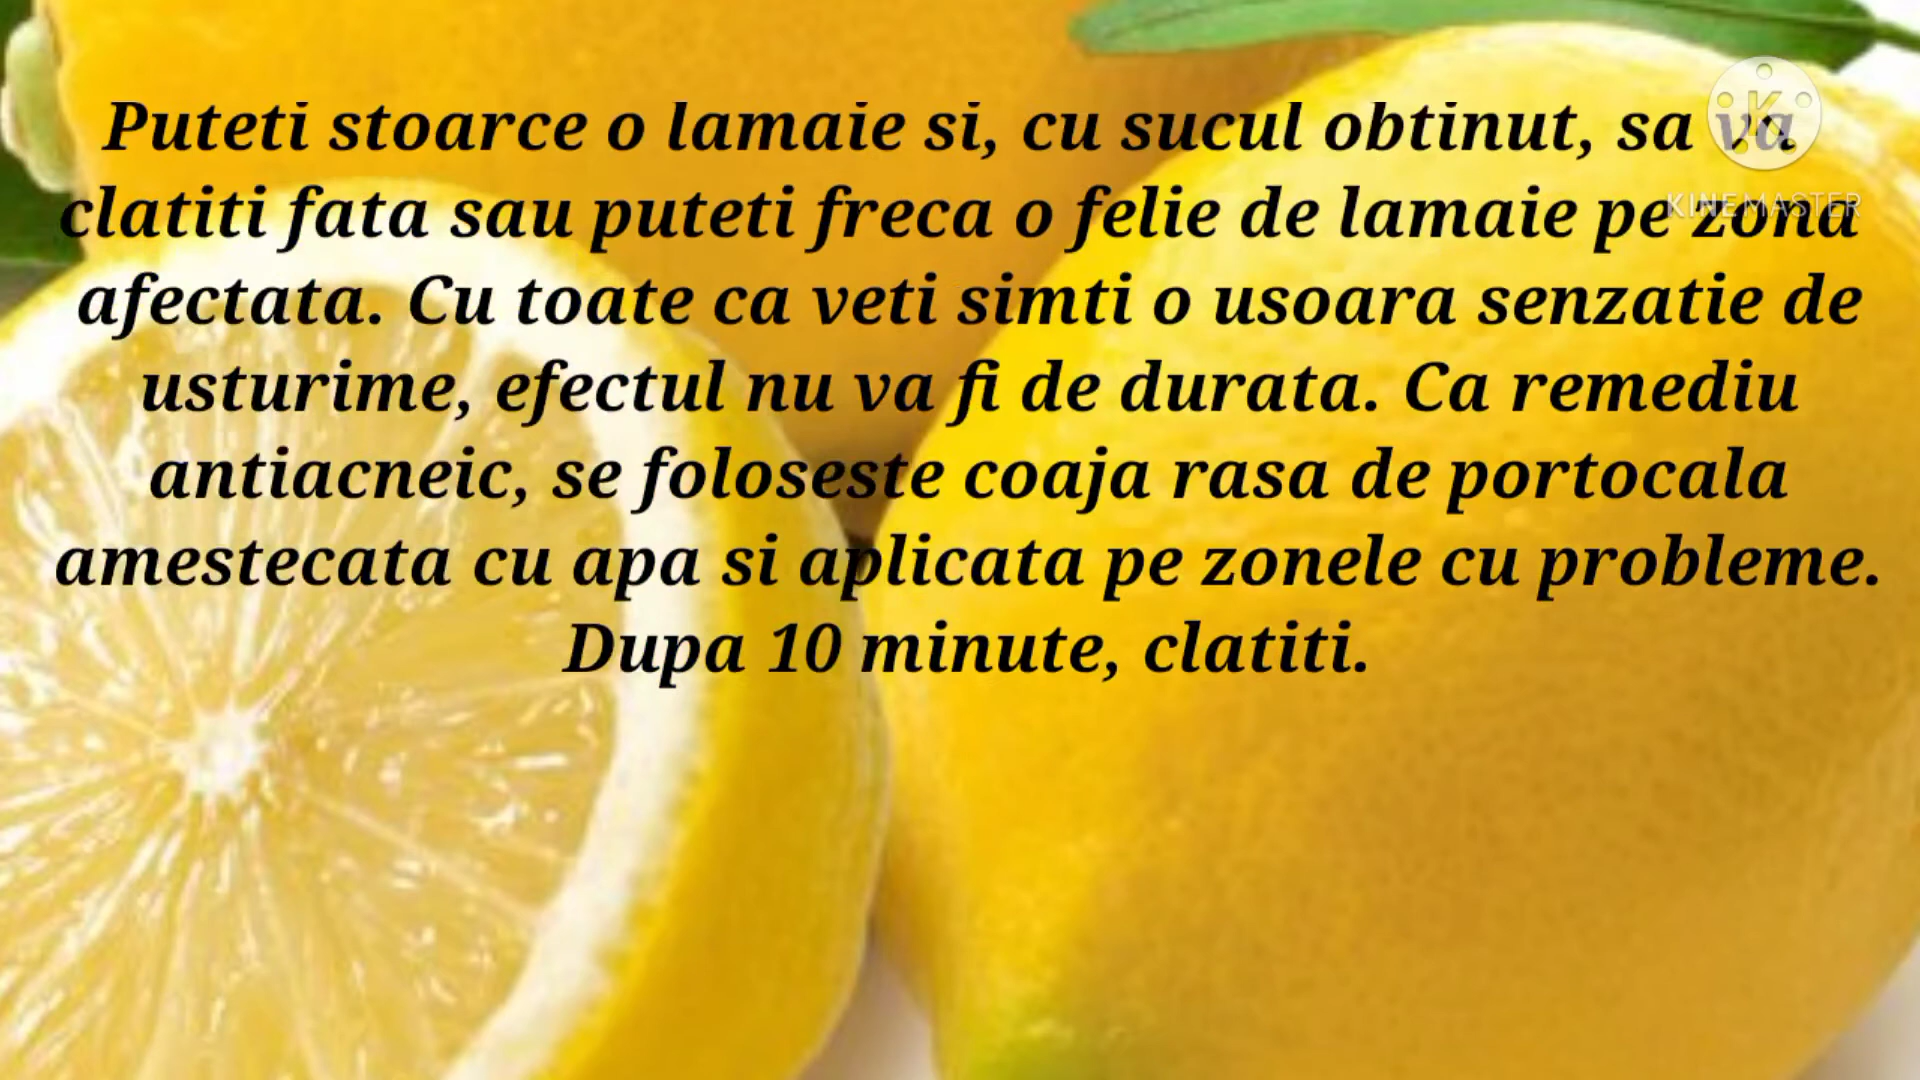 Puteti stoarce o lamaie si, cu sucul obtinut, sa va
clatiti fata sau puteti freca o felie de lamaie pe zona
afectata. Cu toate ca veti simti o usoara senzatie de
usturime, efectul nu va fi de durata. Ca remediu
antiacneic, se foloseste coaja rasa de portocala
amestecata cu apa si aplicata pe zonele cu probleme.
Dupa 10 minute, clatiti.
K
KINEMASTER